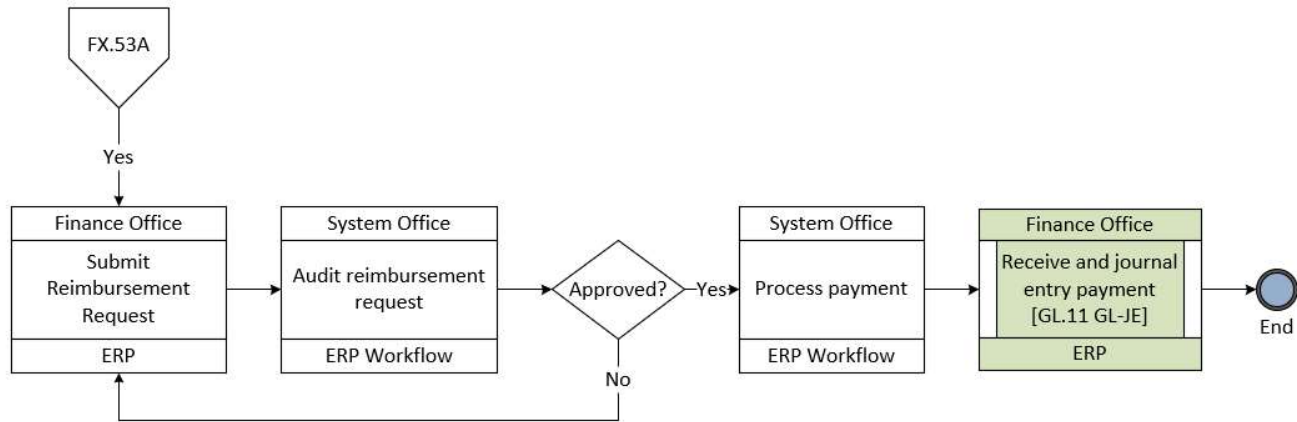 FX.53A
Yes
Finance Office
Submit
Reimbursement
Request
ERP
System Office
Audit reimbursement
request
ERP Workflow
Approved?
Yes
No
System Office
Process payment
ERP Workflow
Finance Office
Receive and journal
entry payment
[GL.11 GL-JE]
ERP
End